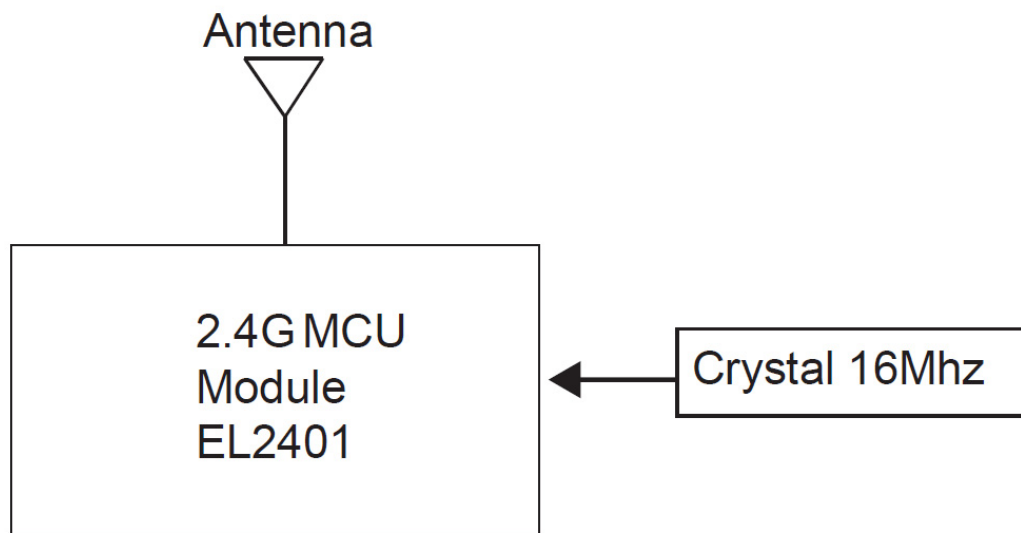 Antenna
2.4G MCU
Module
EL2401
Crystal 16Mhz